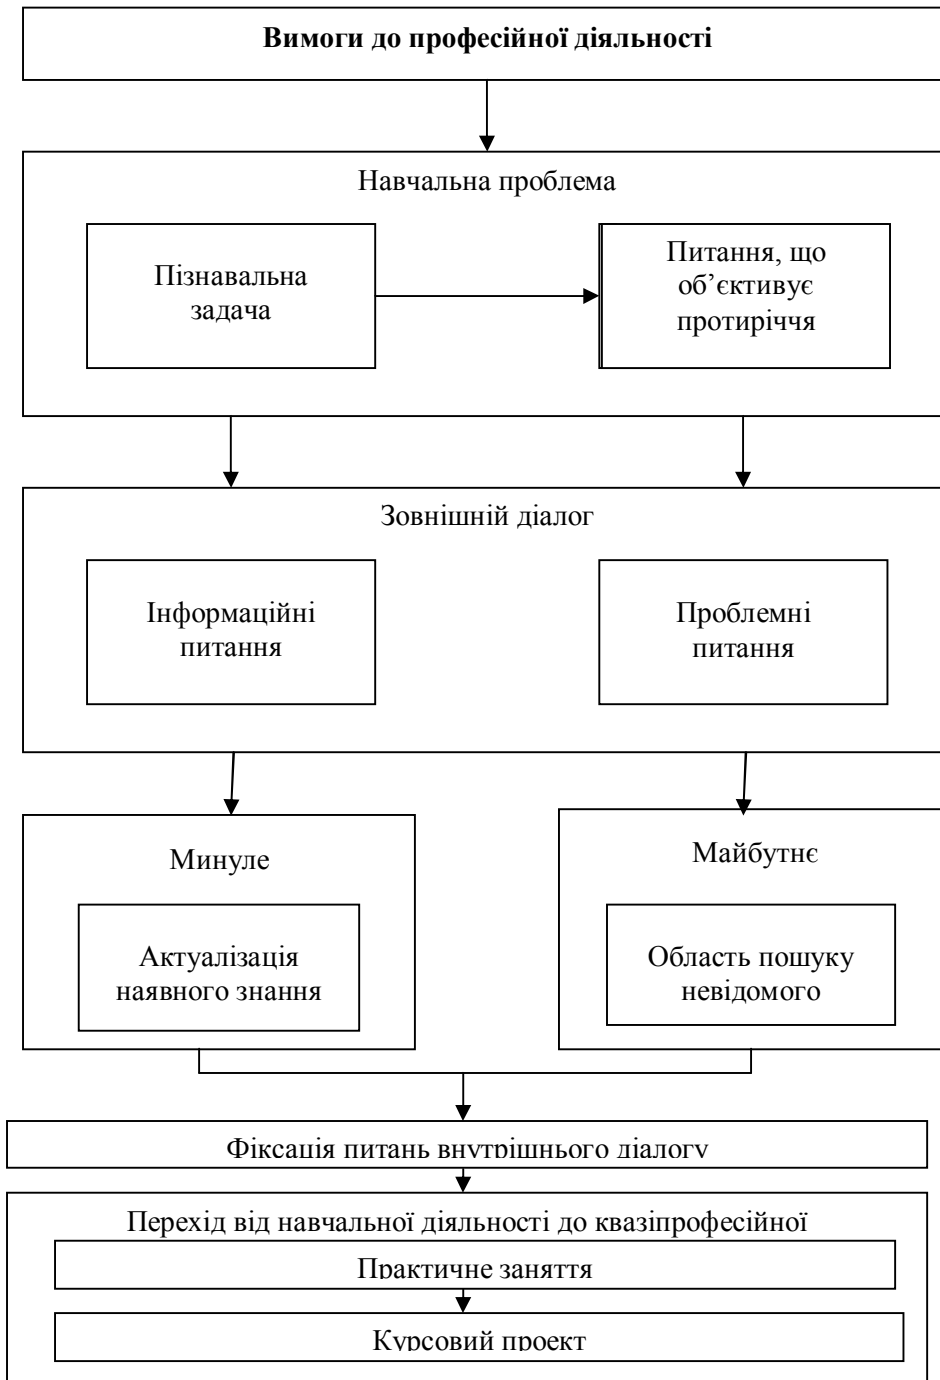 Вимоги до професійної діяльності
Навчальна проблема
Пізнавальна
задача
Питання, що
об’єктивує
протиріччя
Зовнішній діалог
Інформаційні
питання
Проблемні
питання
Минуле
Майбутнє
Актуалізація
наявного знання
Область пошуку
невідомого
Фіксація питань внутрішнього діалогу
Перехід від навчальної діяльності до квазіпрофесійної
Практичне заняття
Курсовий проект